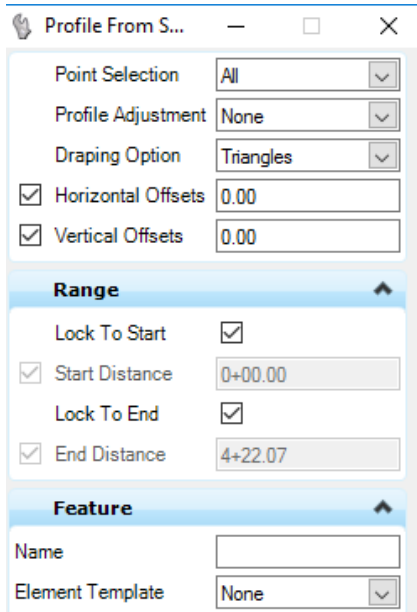 Profile From S...
Point Selection All
Profile Adjustment None
Draping Option Triangles
Horizontal Offsets 0.00
Vertical Offsets 0.00
Range
Lock To Start
Start Distance 0+00.00
Lock To End
End Distance 4+22.07
Feature
Name
Element Template None